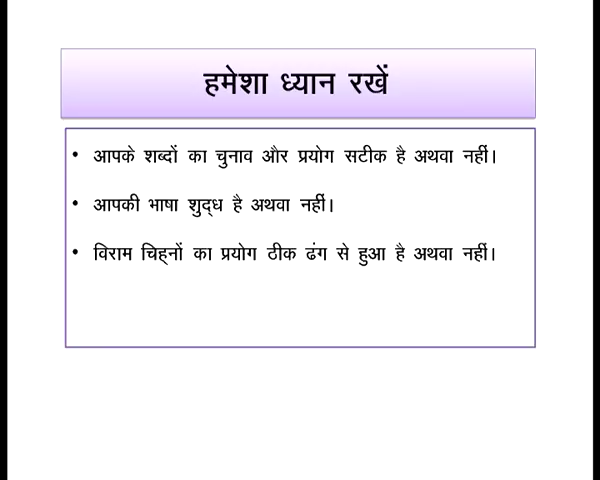 हमेशा ध्यान रखें
• आपके शब्दों का चुनाव और प्रयोग सटीक है अथवा नहीं।
• आपकी भाषा शुद्‌ध है अथवा नहीं।
• विराम चिह्‌नों का प्रयोग ठीक ढंग से हुआ है अथवा नहीं।